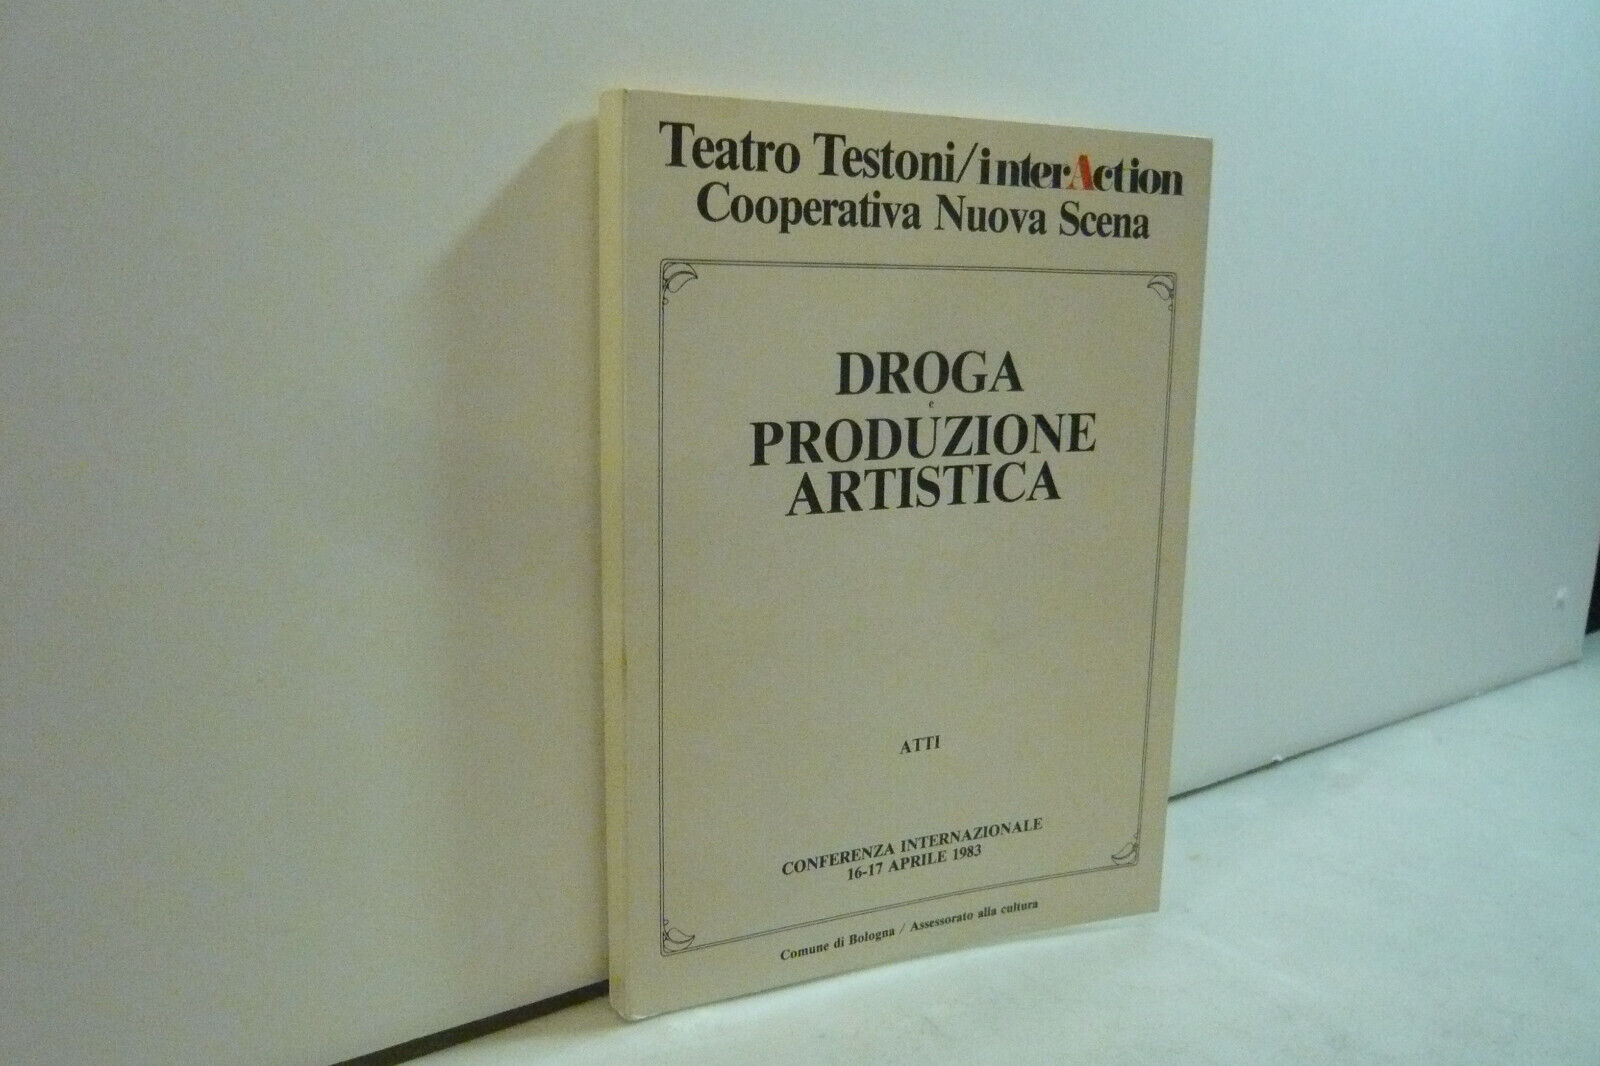 Teatro Testoni/interAction
Cooperativa Nuova Scena
DROGA
e
PRODUZIONE
ARTISTICA
ATTI
CONFERENZA INTERNAZIONALE
16-17 APRILE 1983
Comune di Bologna / Assessorato alla cultura